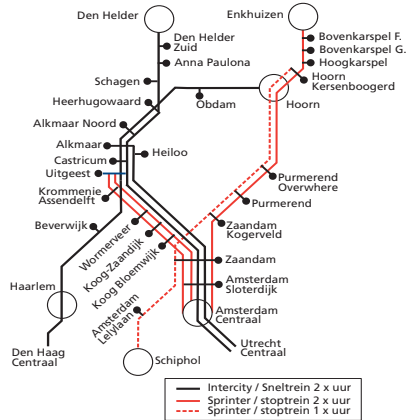 Den Helder
Enkhuizen
Den Helder
Zuid
Anna Paulona
Bovenkarspel F.
Bovenkarspel G.
Hoogkarspel
Schagen
Hoorn
Kersenboogerd
Heerhugowaard
Obdam
Hoorn
Alkmaar Noord
Alkmaar
Heiloo
Castricum
Uitgeest
Purmerend
Overwhere
Krommenie
Assendelft
Purmerend
Beverwijk
Wormerveer
Koog-Zaandijk
Koog Bloemwijk
Zaandam
Kogerveld
Zaandam
Haarlem
Amsterdam
Sloterdijk
Amsterdam
Lelylaan
Amsterdam
Centraal
Den Haag
Centraal
Schiphol
Utrecht
Centraal
Intercity / Sneltrein 2 x uur
Sprinter / stoptrein 2 x uur
Sprinter / stoptrein 1 x uur